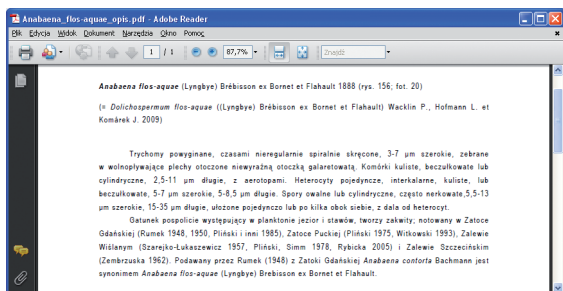 Anabaena_flos-aquae_opis.pdf - Adobe Reader
Plik Edycja Widok Dokument Narzędzia Okno Pomoc
1 / 1 87,7% Znajdź
Anabaena flos-aquae (Lyngbye) Brébisson ex Bornet et Flahault 1888 (rys. 156; fot. 20)
(= Dolichospermum flos-aquae ((Lyngbye) Brébisson ex Bornet et Flahault) Wacklin P., Hofmann L. et
Komárek J. 2009)
Trychomy powyginane, czasami nieregularnie spiralnie skręcone, 3-7 µm szerokie, zebrane
w wolnopływające plechy otoczone niewyraźną otoczką galaretowatą. Komórki kuliste, beczułkowate lub
cylindryczne, 2,5-11 µm długie, z aerotopami. Heterocyty pojedyncze, interkalarne, kuliste, lub
beczułkowate, 5-7 µm szerokie, 5-8,5 µm długie. Spory owalne lub cylindryczne, często nerkowate,5,5-13
µm szerokie, 15-35 µm długie, ułożone pojedynczo lub po kilka obok siebie, z dala od heterocyt.
Gatunek pospolicie występujący w planktonie jezior i stawów, tworzy zakwity; notowany w Zatoce
Gdańskiej (Rumek 1948, 1950, Pliński i inni 1985), Zatoce Puckiej (Pliński 1975, Witkowski 1993), Zalewie
Wiślanym (Szarejko-Łukaszewicz 1957, Pliński, Simm 1978, Rybicka 2005) i Zalewie Szczecińskim
(Zembrzuska 1962). Podawany przez Rumek (1948) z Zatoki Gdańskiej Anabaena contorta Bachmann jest
synonimem Anabaena flos-aquae (Lyngbye) Brebisson ex Bornet et Flahault.